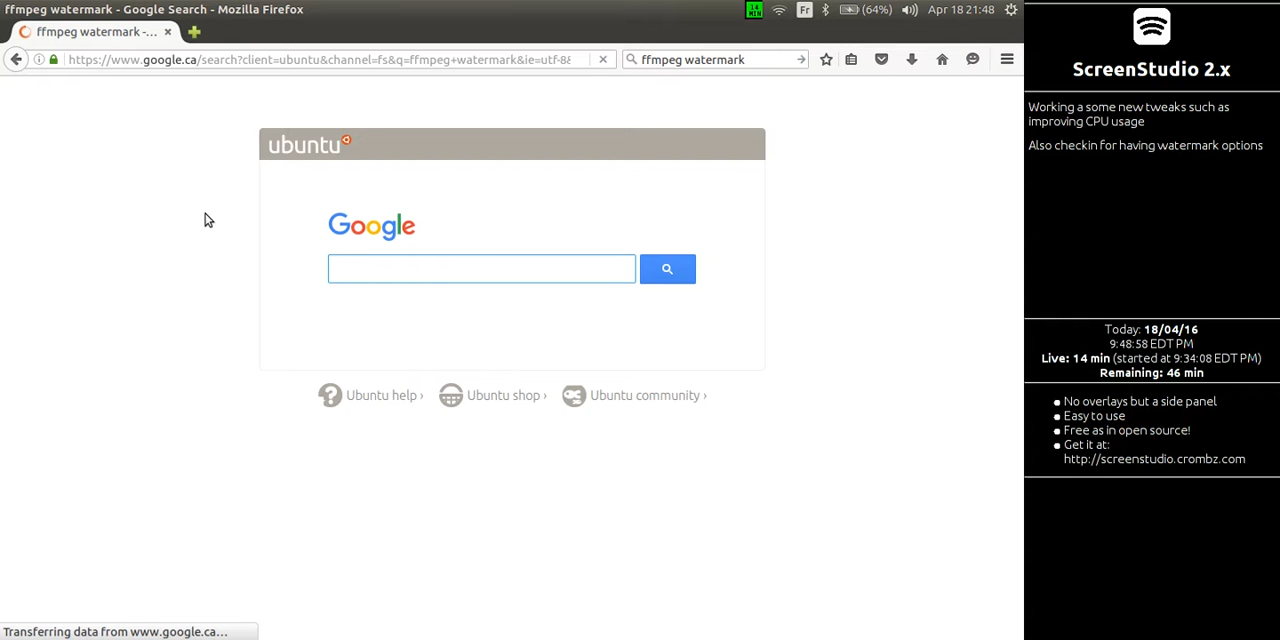 ffmpeg watermark - Google Search - Mozilla Firefox
14 MIN
Fr
(64%)
Apr 18 21:48
ffmpeg watermark -...
https://www.google.ca/search?client=ubuntu&channel=fs&q=ffmpeg+watermark&ie=utf-8&
ffmpeg watermark
ubuntu
Google
Ubuntu help ›
Ubuntu shop ›
Ubuntu community ›
Transferring data from www.google.ca...
ScreenStudio 2.x
Working a some new tweaks such as
improving CPU usage
Also checkin for having watermark options
Today: 18/04/16
9:48:58 EDT PM
Live: 14 min (started at 9:34:08 EDT PM)
Remaining: 46 min
No overlays but a side panel
Easy to use
Free as in open source!
Get it at:
http://screenstudio.crombz.com